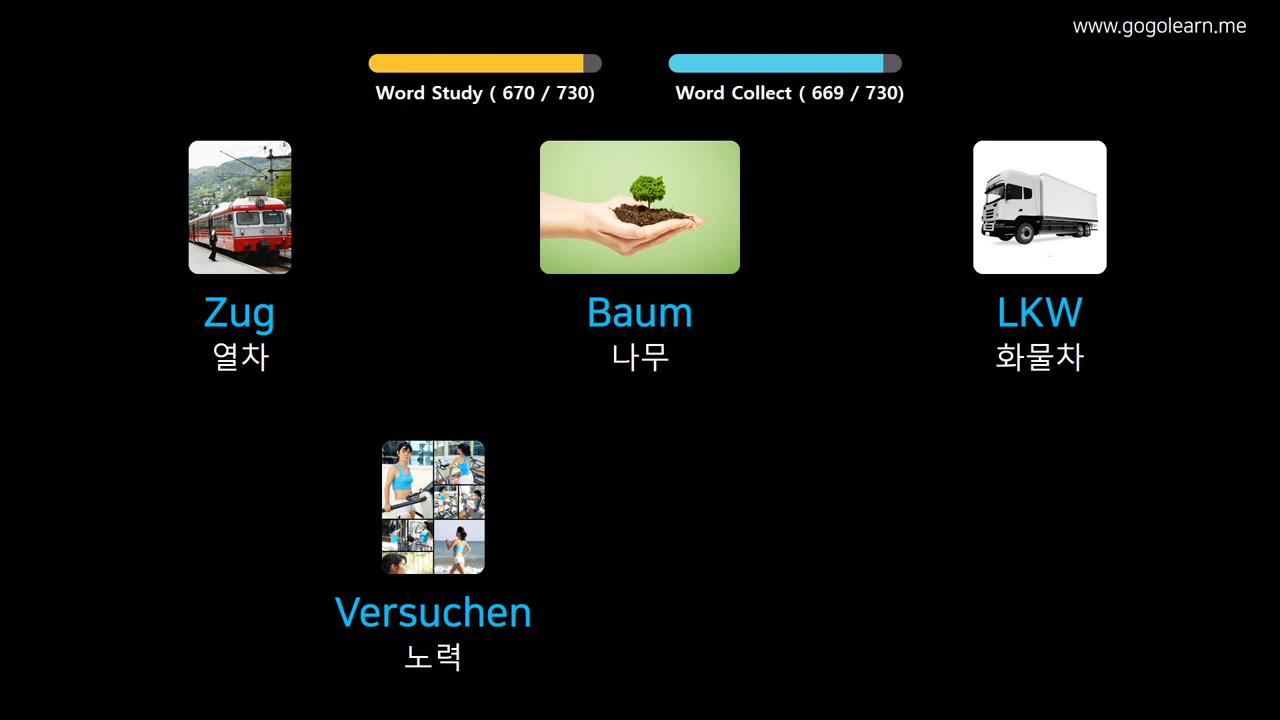 www.gogolearn.me
Word Study ( 670 / 730)
Word Collect ( 669 / 730)
Zug
열차
Baum
나무
LKW
화물차
Versuchen
노력